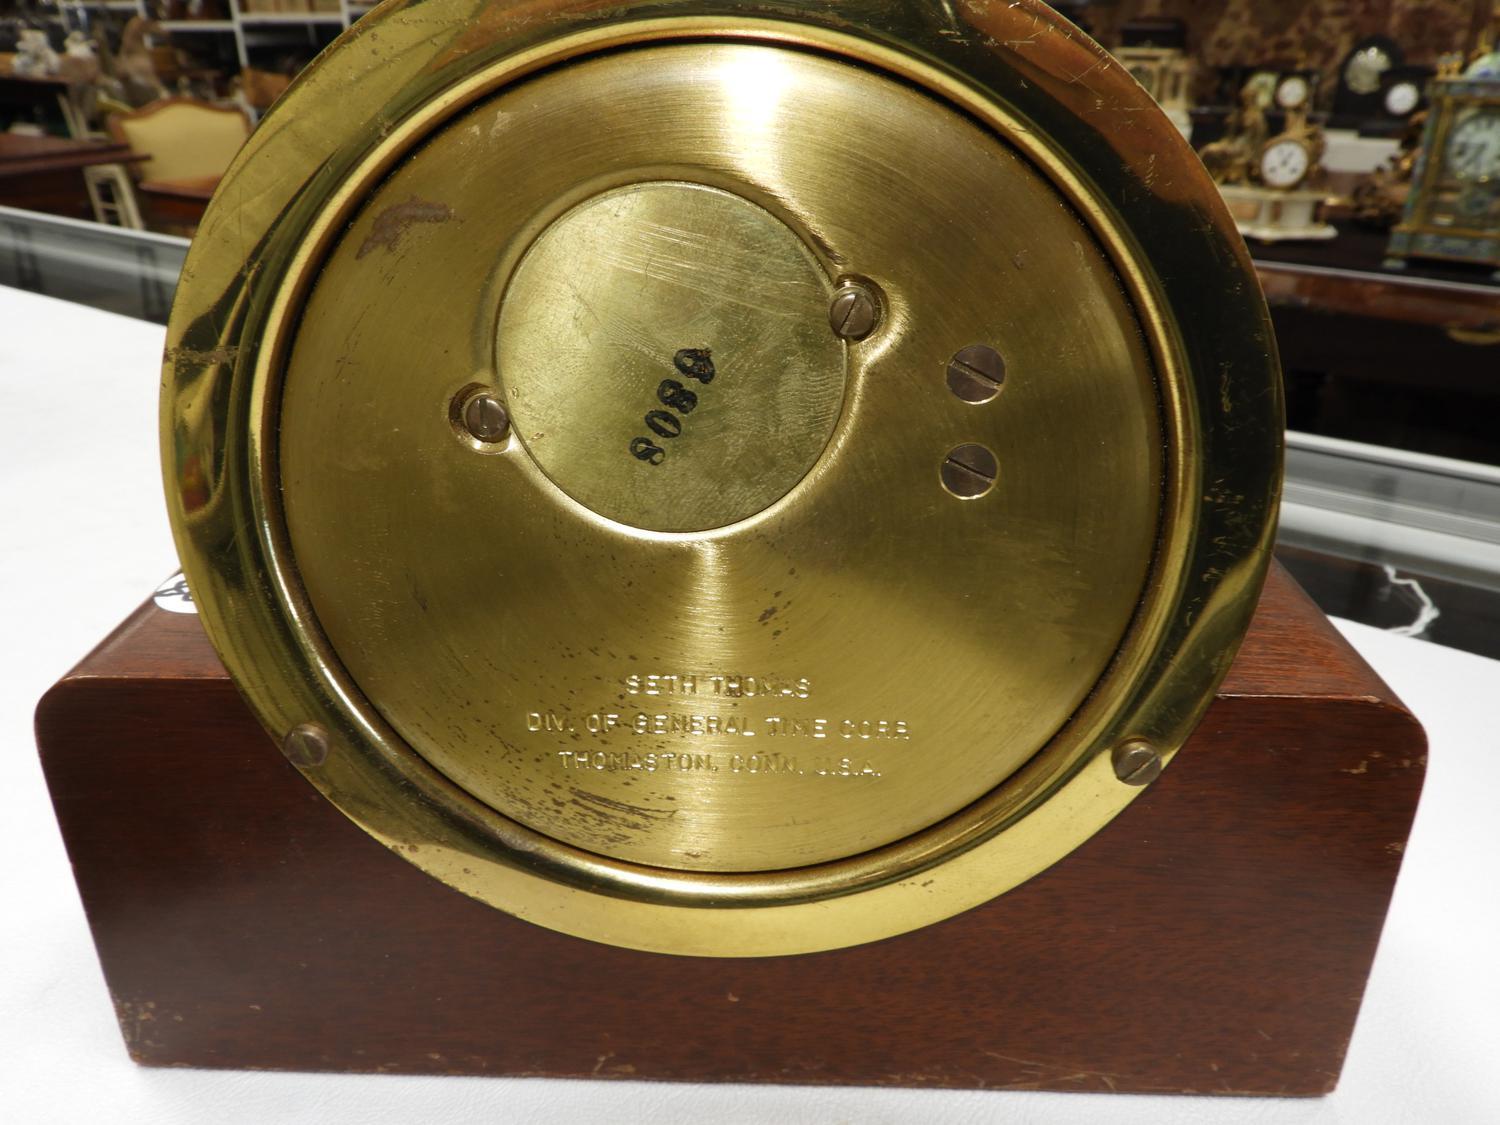 8089
SETH THOMAS
DIV. OF GENERAL TIME CORP.
THOMASTON, CONN. U.S.A.